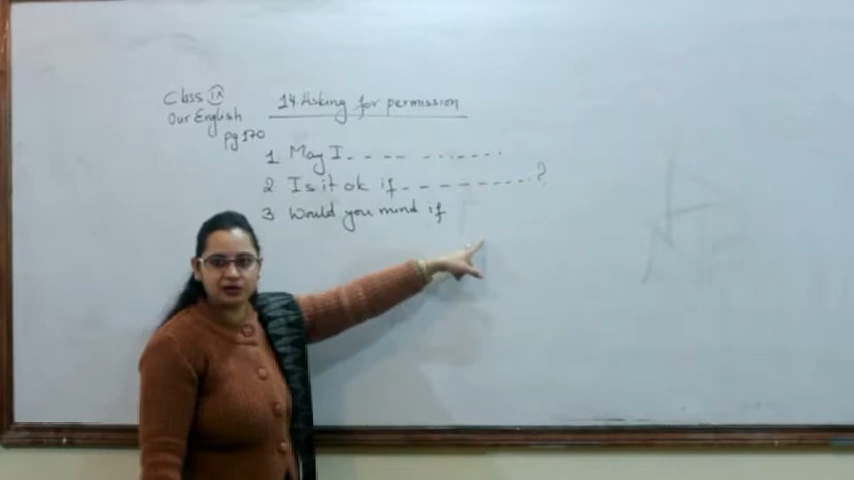 Class IX
Our English
pg 170
14. Asking for permission
1 May I - - - - - - - - - -
2 Is it ok if - - - - - - - - - ?
3 Would you mind if